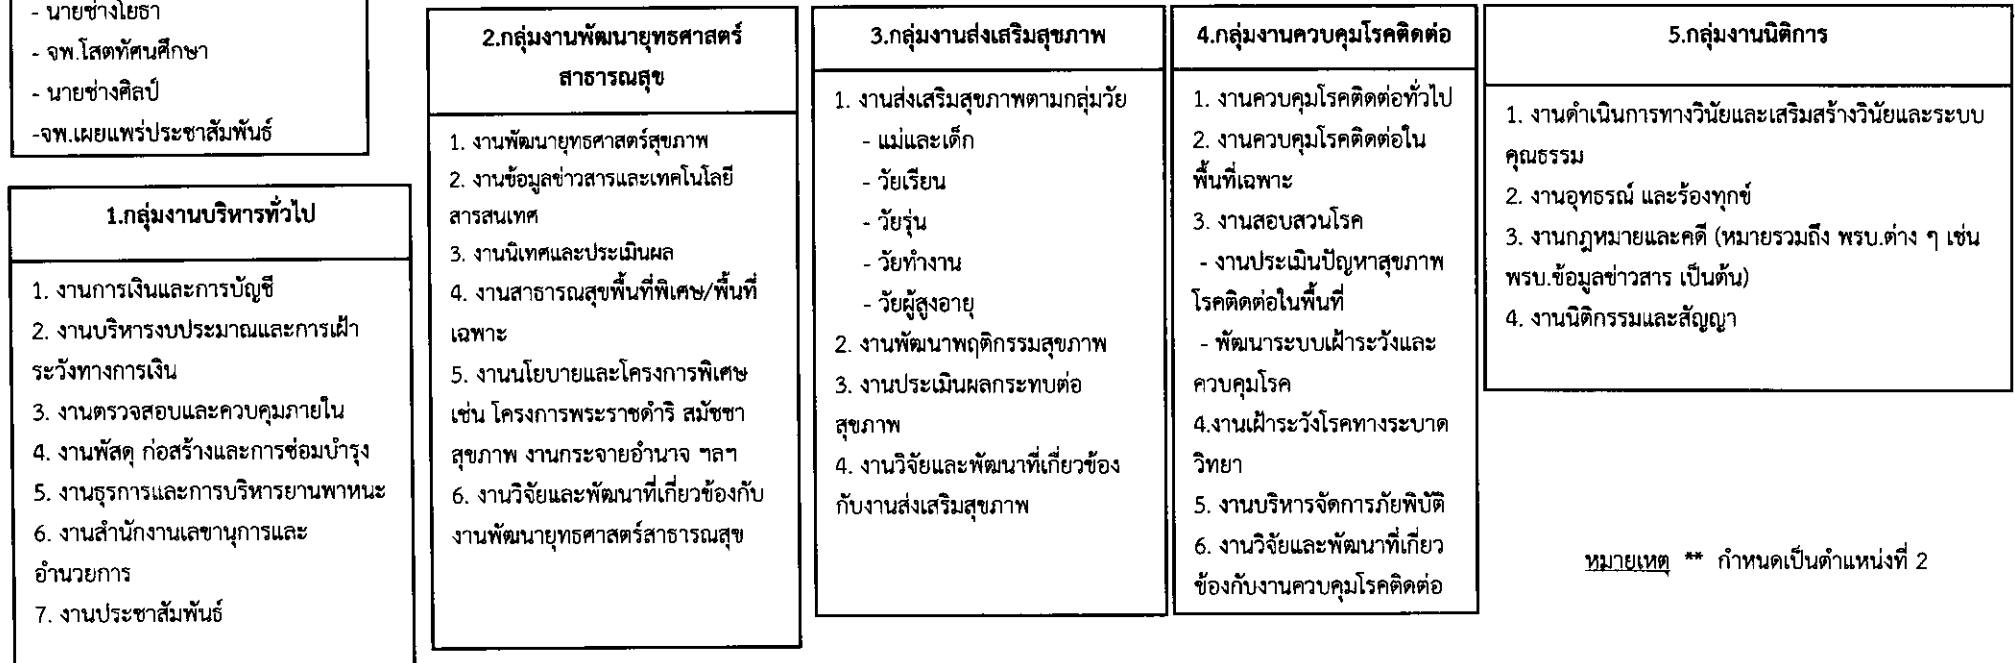 - นายช่างโยธา
- จพ.โสตทัศนศึกษา
- นายช่างศิลป์
-จพ.เผยแพร่ประชาสัมพันธ์
1.กลุ่มงานบริหารทั่วไป
1. งานการเงินและการบัญชี
2. งานบริหารงบประมาณและการเฝ้า
ระวังทางการเงิน
3. งานตรวจสอบและควบคุมภายใน
4. งานพัสดุ ก่อสร้างและการซ่อมบำรุง
5. งานธุรการและการบริหารยานพาหนะ
6. งานสำนักงานเลขานุการและ
อำนวยการ
7. งานประชาสัมพันธ์
2.กลุ่มงานพัฒนายุทธศาสตร์
สาธารณสุข
1. งานพัฒนายุทธศาสตร์สุขภาพ
2. งานข้อมูลข่าวสารและเทคโนโลยี
สารสนเทศ
3. งานนิเทศและประเมินผล
4. งานสาธารณสุขพื้นที่พิเศษ/พื้นที่
เฉพาะ
5. งานนโยบายและโครงการพิเศษ
เช่น โครงการพระราชดำริ สมัชชา
สุขภาพ งานกระจายอำนาจ ฯลฯ
6. งานวิจัยและพัฒนาที่เกี่ยวข้องกับ
งานพัฒนายุทธศาสตร์สาธารณสุข
3.กลุ่มงานส่งเสริมสุขภาพ
1. งานส่งเสริมสุขภาพตามกลุ่มวัย
- แม่และเด็ก
- วัยเรียน
- วัยรุ่น
- วัยทำงาน
- วัยผู้สูงอายุ
2. งานพัฒนาพฤติกรรมสุขภาพ
3. งานประเมินผลกระทบต่อ
สุขภาพ
4. งานวิจัยและพัฒนาที่เกี่ยวข้อง
กับงานส่งเสริมสุขภาพ
4.กลุ่มงานควบคุมโรคติดต่อ
1. งานควบคุมโรคติดต่อทั่วไป
2. งานควบคุมโรคติดต่อใน
พื้นที่เฉพาะ
3. งานสอบสวนโรค
- งานประเมินปัญหาสุขภาพ
โรคติดต่อในพื้นที่
- พัฒนาระบบเฝ้าระวังและ
ควบคุมโรค
4.งานเฝ้าระวังโรคทางระบาด
วิทยา
5. งานบริหารจัดการภัยพิบัติ
6. งานวิจัยและพัฒนาที่เกี่ยว
ข้องกับงานควบคุมโรคติดต่อ
5.กลุ่มงานนิติการ
1. งานดำเนินการทางวินัยและเสริมสร้างวินัยและระบบ
คุณธรรม
2. งานอุทธรณ์ และร้องทุกข์
3. งานกฎหมายและคดี (หมายรวมถึง พรบ.ต่าง ๆ เช่น
พรบ.ข้อมูลข่าวสาร เป็นต้น)
4. งานนิติกรรมและสัญญา
หมายเหตุ ** กำหนดเป็นตำแหน่งที่ 2